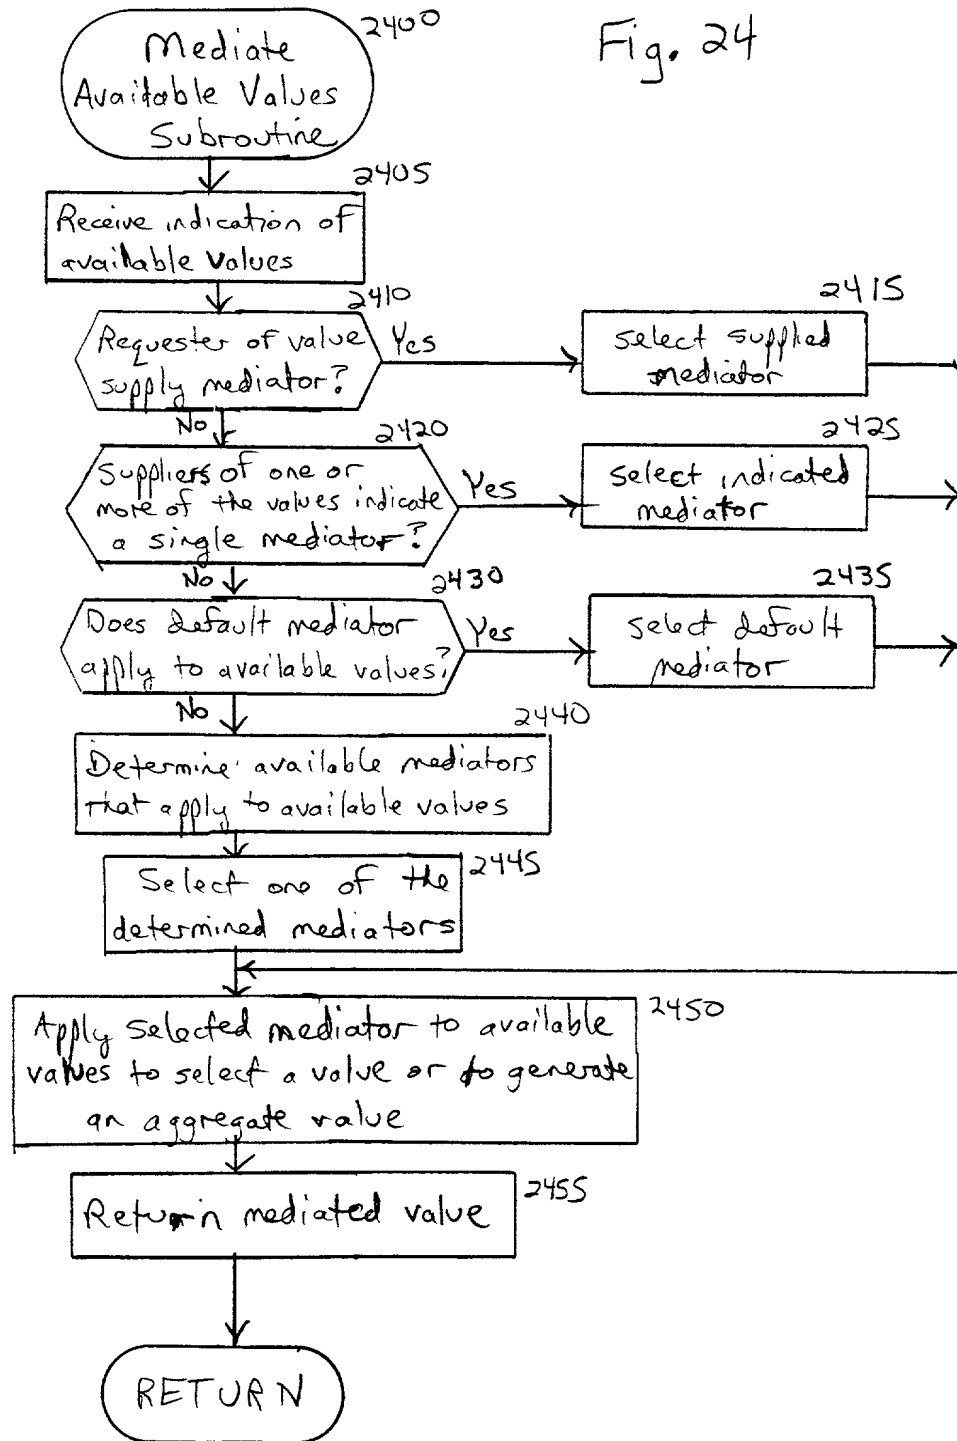 Fig. 24
2400
Mediate
Available Values
Subroutine
2405
Receive indication of
available values
2410
Requester of value
supply mediator?
Yes
2415
select supplied
mediator
No
2420
Suppliers of one or
more of the values indicate
a single mediator?
Yes
2425
select indicated
mediator
No
2430
Does default mediator
apply to available values?
Yes
2435
select default
mediator
No
2440
Determine available mediators
that apply to available values
2445
Select one of the
determined mediators
2450
Apply selected mediator to available
values to select a value or to generate
an aggregate value
2455
Return mediated value
RETURN